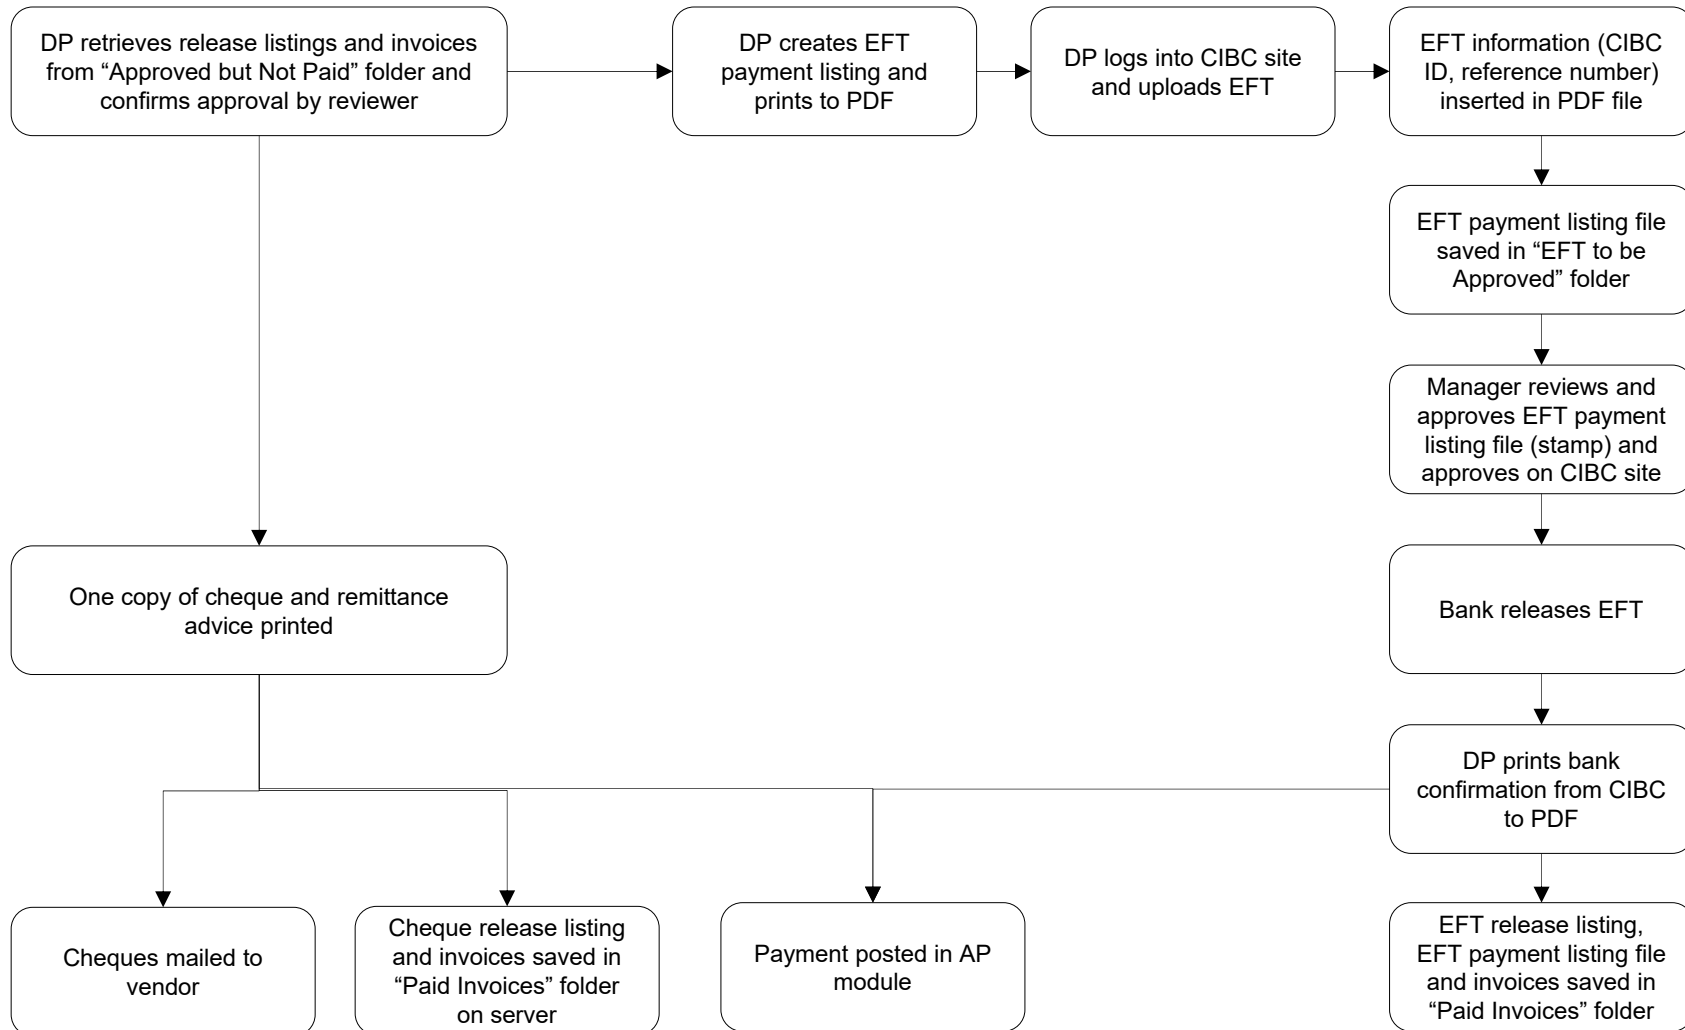 DP retrieves release listings and invoices
from “Approved but Not Paid” folder and
confirms approval by reviewer
DP creates EFT
payment listing and
prints to PDF
DP logs into CIBC site
and uploads EFT
EFT information (CIBC
ID, reference number)
inserted in PDF file
EFT payment listing file
saved in “EFT to be
Approved” folder
Manager reviews and
approves EFT payment
listing file (stamp) and
approves on CIBC site
One copy of cheque and remittance
advice printed
Bank releases EFT
DP prints bank
confirmation from CIBC
to PDF
Cheques mailed to
vendor
Cheque release listing
and invoices saved in
“Paid Invoices” folder
on server
Payment posted in AP
module
EFT release listing,
EFT payment listing file
and invoices saved in
“Paid Invoices” folder